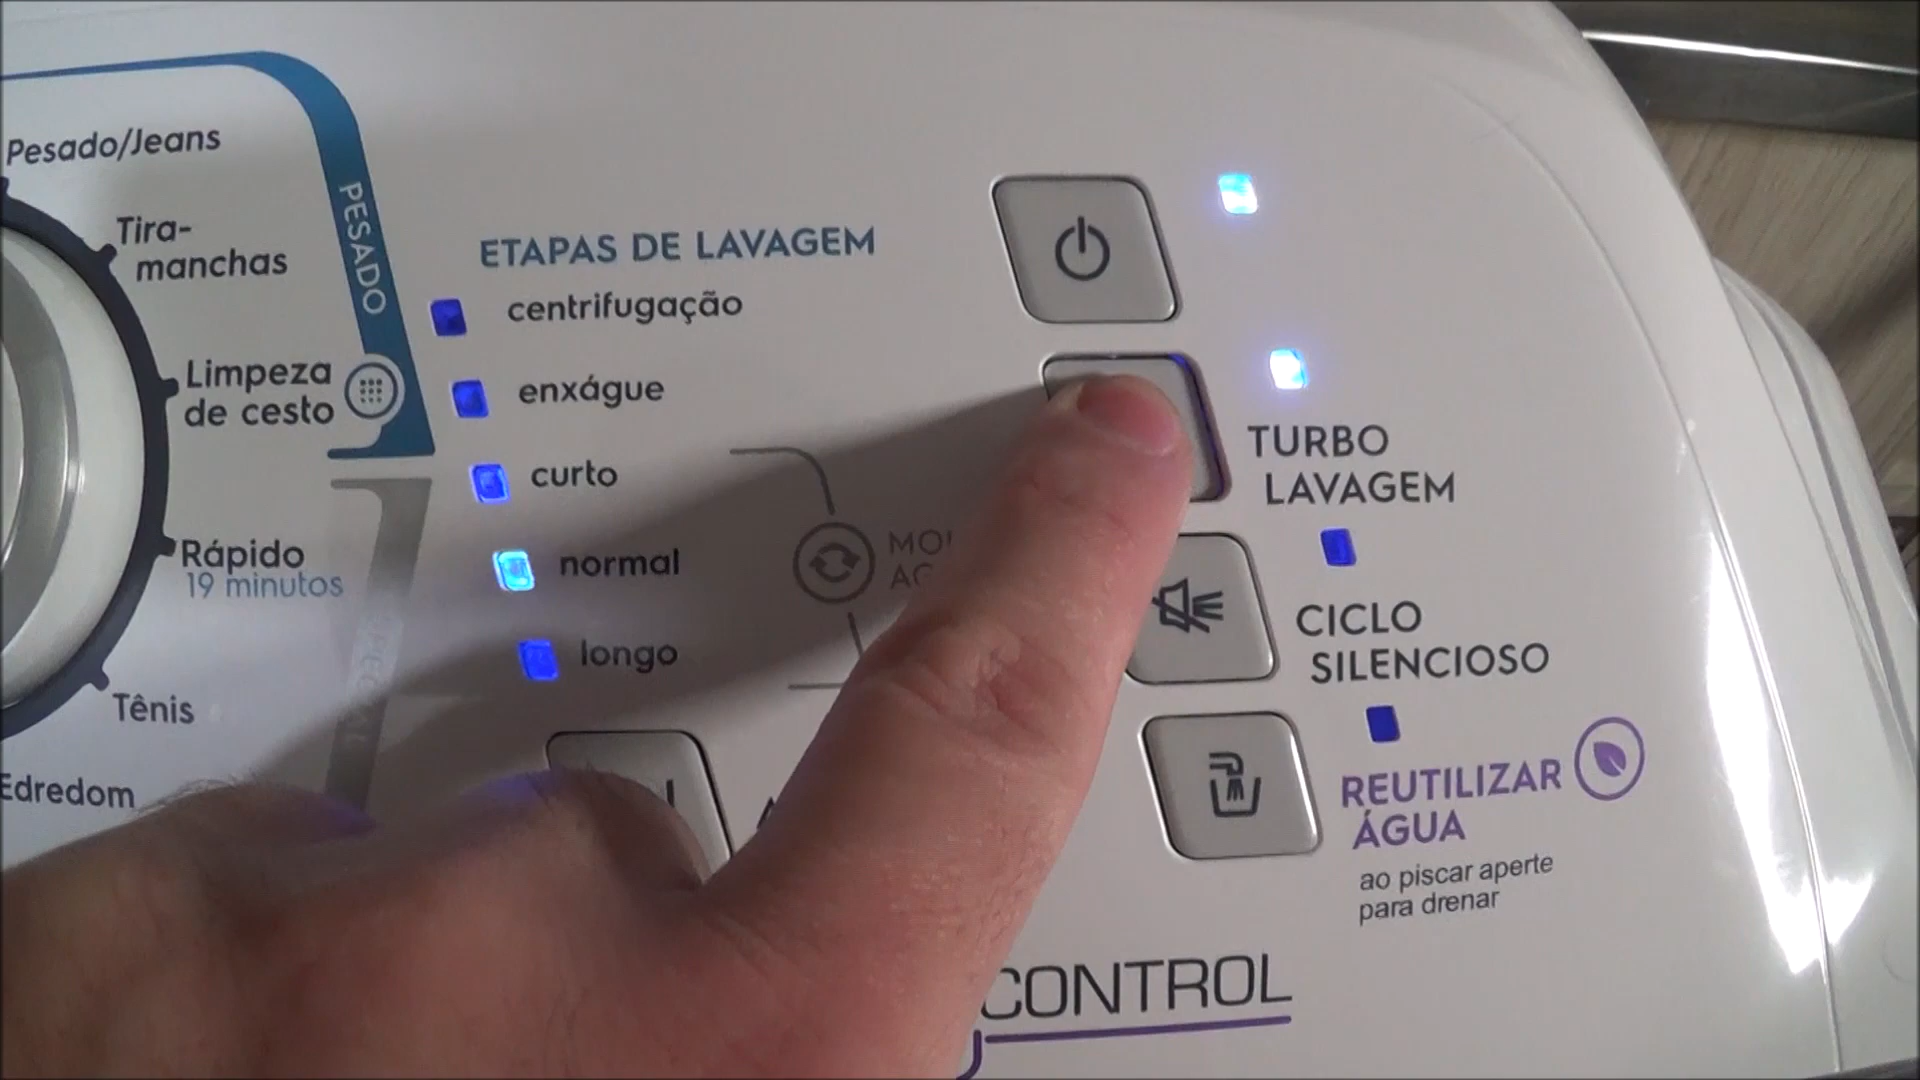 Pesado/Jeans
Tira-
manchas
Limpeza
de cesto
Rápido
19 minutos
Tênis
Edredom
PESADO
ETAPAS DE LAVAGEM
centrifugação
enxágue
curto
normal
longo
TURBO
LAVAGEM
CICLO
SILENCIOSO
REUTILIZAR
ÁGUA
ao piscar aperte
para drenar
CONTROL